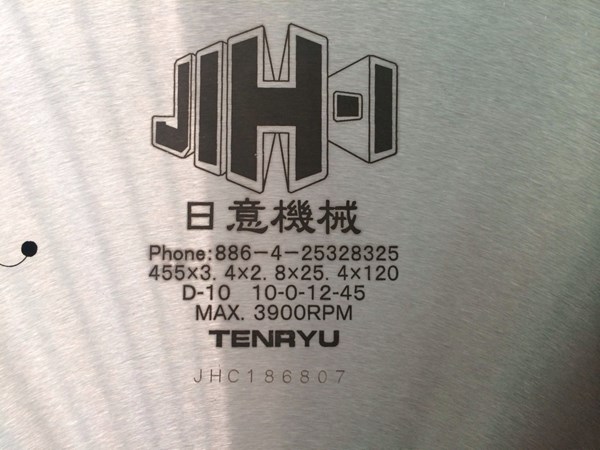 JIH-I
日意機械
Phone:886-4-25328325
455×3.4×2.8×25.4×120
D-10 10-0-12-45
MAX. 3900RPM
TENRYU
JHC186807